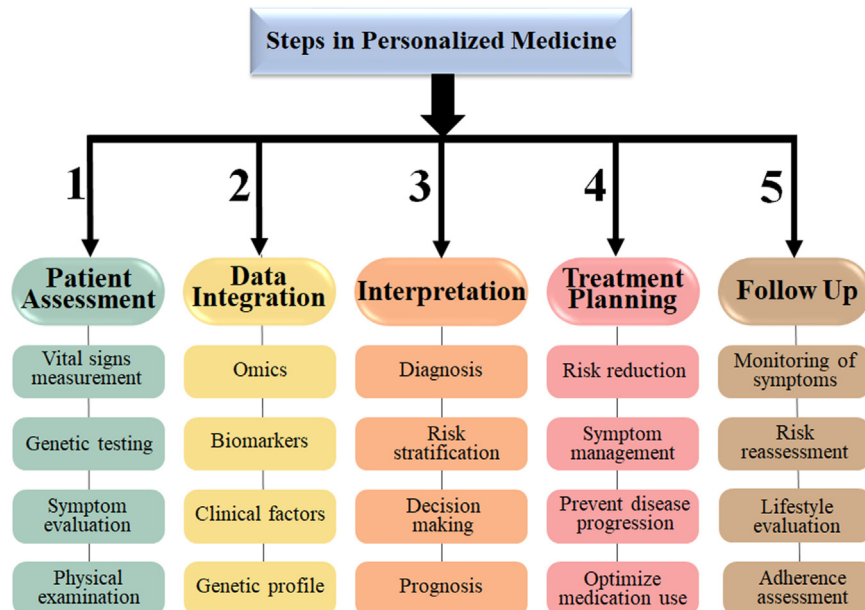 Steps in Personalized Medicine
1
2
3
4
5
Patient
Assessment
Vital signs
measurement
Genetic testing
Symptom
evaluation
Physical
examination
Data
Integration
Omics
Biomarkers
Clinical factors
Genetic profile
Interpretation
Diagnosis
Risk
stratification
Decision
making
Prognosis
Treatment
Planning
Risk reduction
Symptom
management
Prevent disease
progression
Optimize
medication use
Follow Up
Monitoring of
symptoms
Risk
reassessment
Lifestyle
evaluation
Adherence
assessment